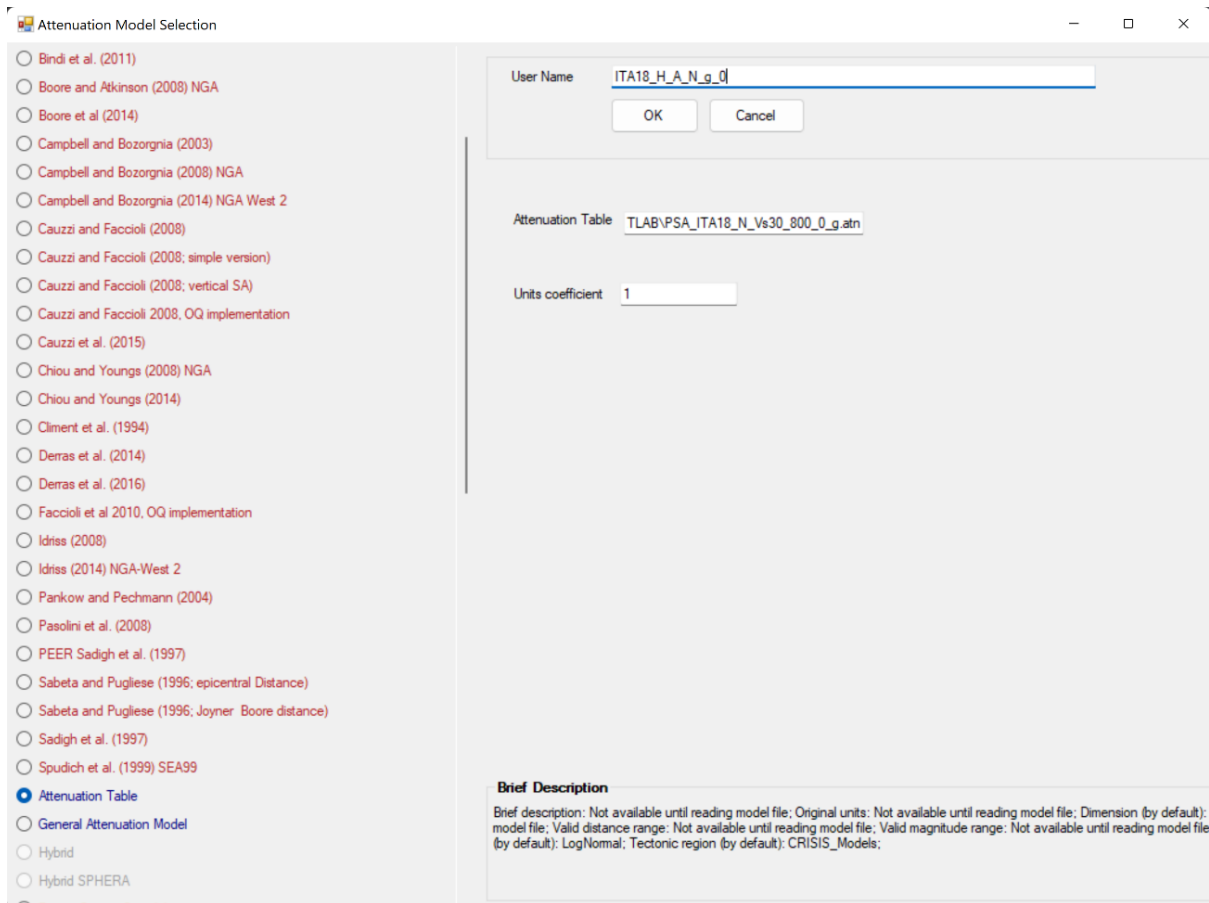 Attenuation Model Selection
Bindi et al. (2011)
Boore and Atkinson (2008) NGA
Boore et al (2014)
Campbell and Bozorgnia (2003)
Campbell and Bozorgnia (2008) NGA
Campbell and Bozorgnia (2014) NGA West 2
Cauzzi and Faccioli (2008)
Cauzzi and Faccioli (2008; simple version)
Cauzzi and Faccioli (2008; vertical SA)
Cauzzi and Faccioli 2008, OQ implementation
Cauzzi et al. (2015)
Chiou and Youngs (2008) NGA
Chiou and Youngs (2014)
Climent et al. (1994)
Derras et al. (2014)
Derras et al. (2016)
Faccioli et al 2010, OQ implementation
Idriss (2008)
Idriss (2014) NGA-West 2
Pankow and Pechmann (2004)
Pasolini et al. (2008)
PEER Sadigh et al. (1997)
Sabeta and Pugliese (1996; epicentral Distance)
Sabeta and Pugliese (1996; Joyner Boore distance)
Sadigh et al. (1997)
Spudich et al. (1999) SEA99
Attenuation Table
General Attenuation Model
Hybrid
Hybrid SPHERA
User Name ITA18_H_A_N_g_0
OK Cancel
Attenuation Table TLAB\PSA_ITA18_N_Vs30_800_0_g.atn
Units coefficient 1
Brief Description
Brief description: Not available until reading model file; Original units: Not available until reading model file; Dimension (by default):
model file; Valid distance range: Not available until reading model file; Valid magnitude range: Not available until reading model file
(by default): LogNormal; Tectonic region (by default): CRISIS_Models;